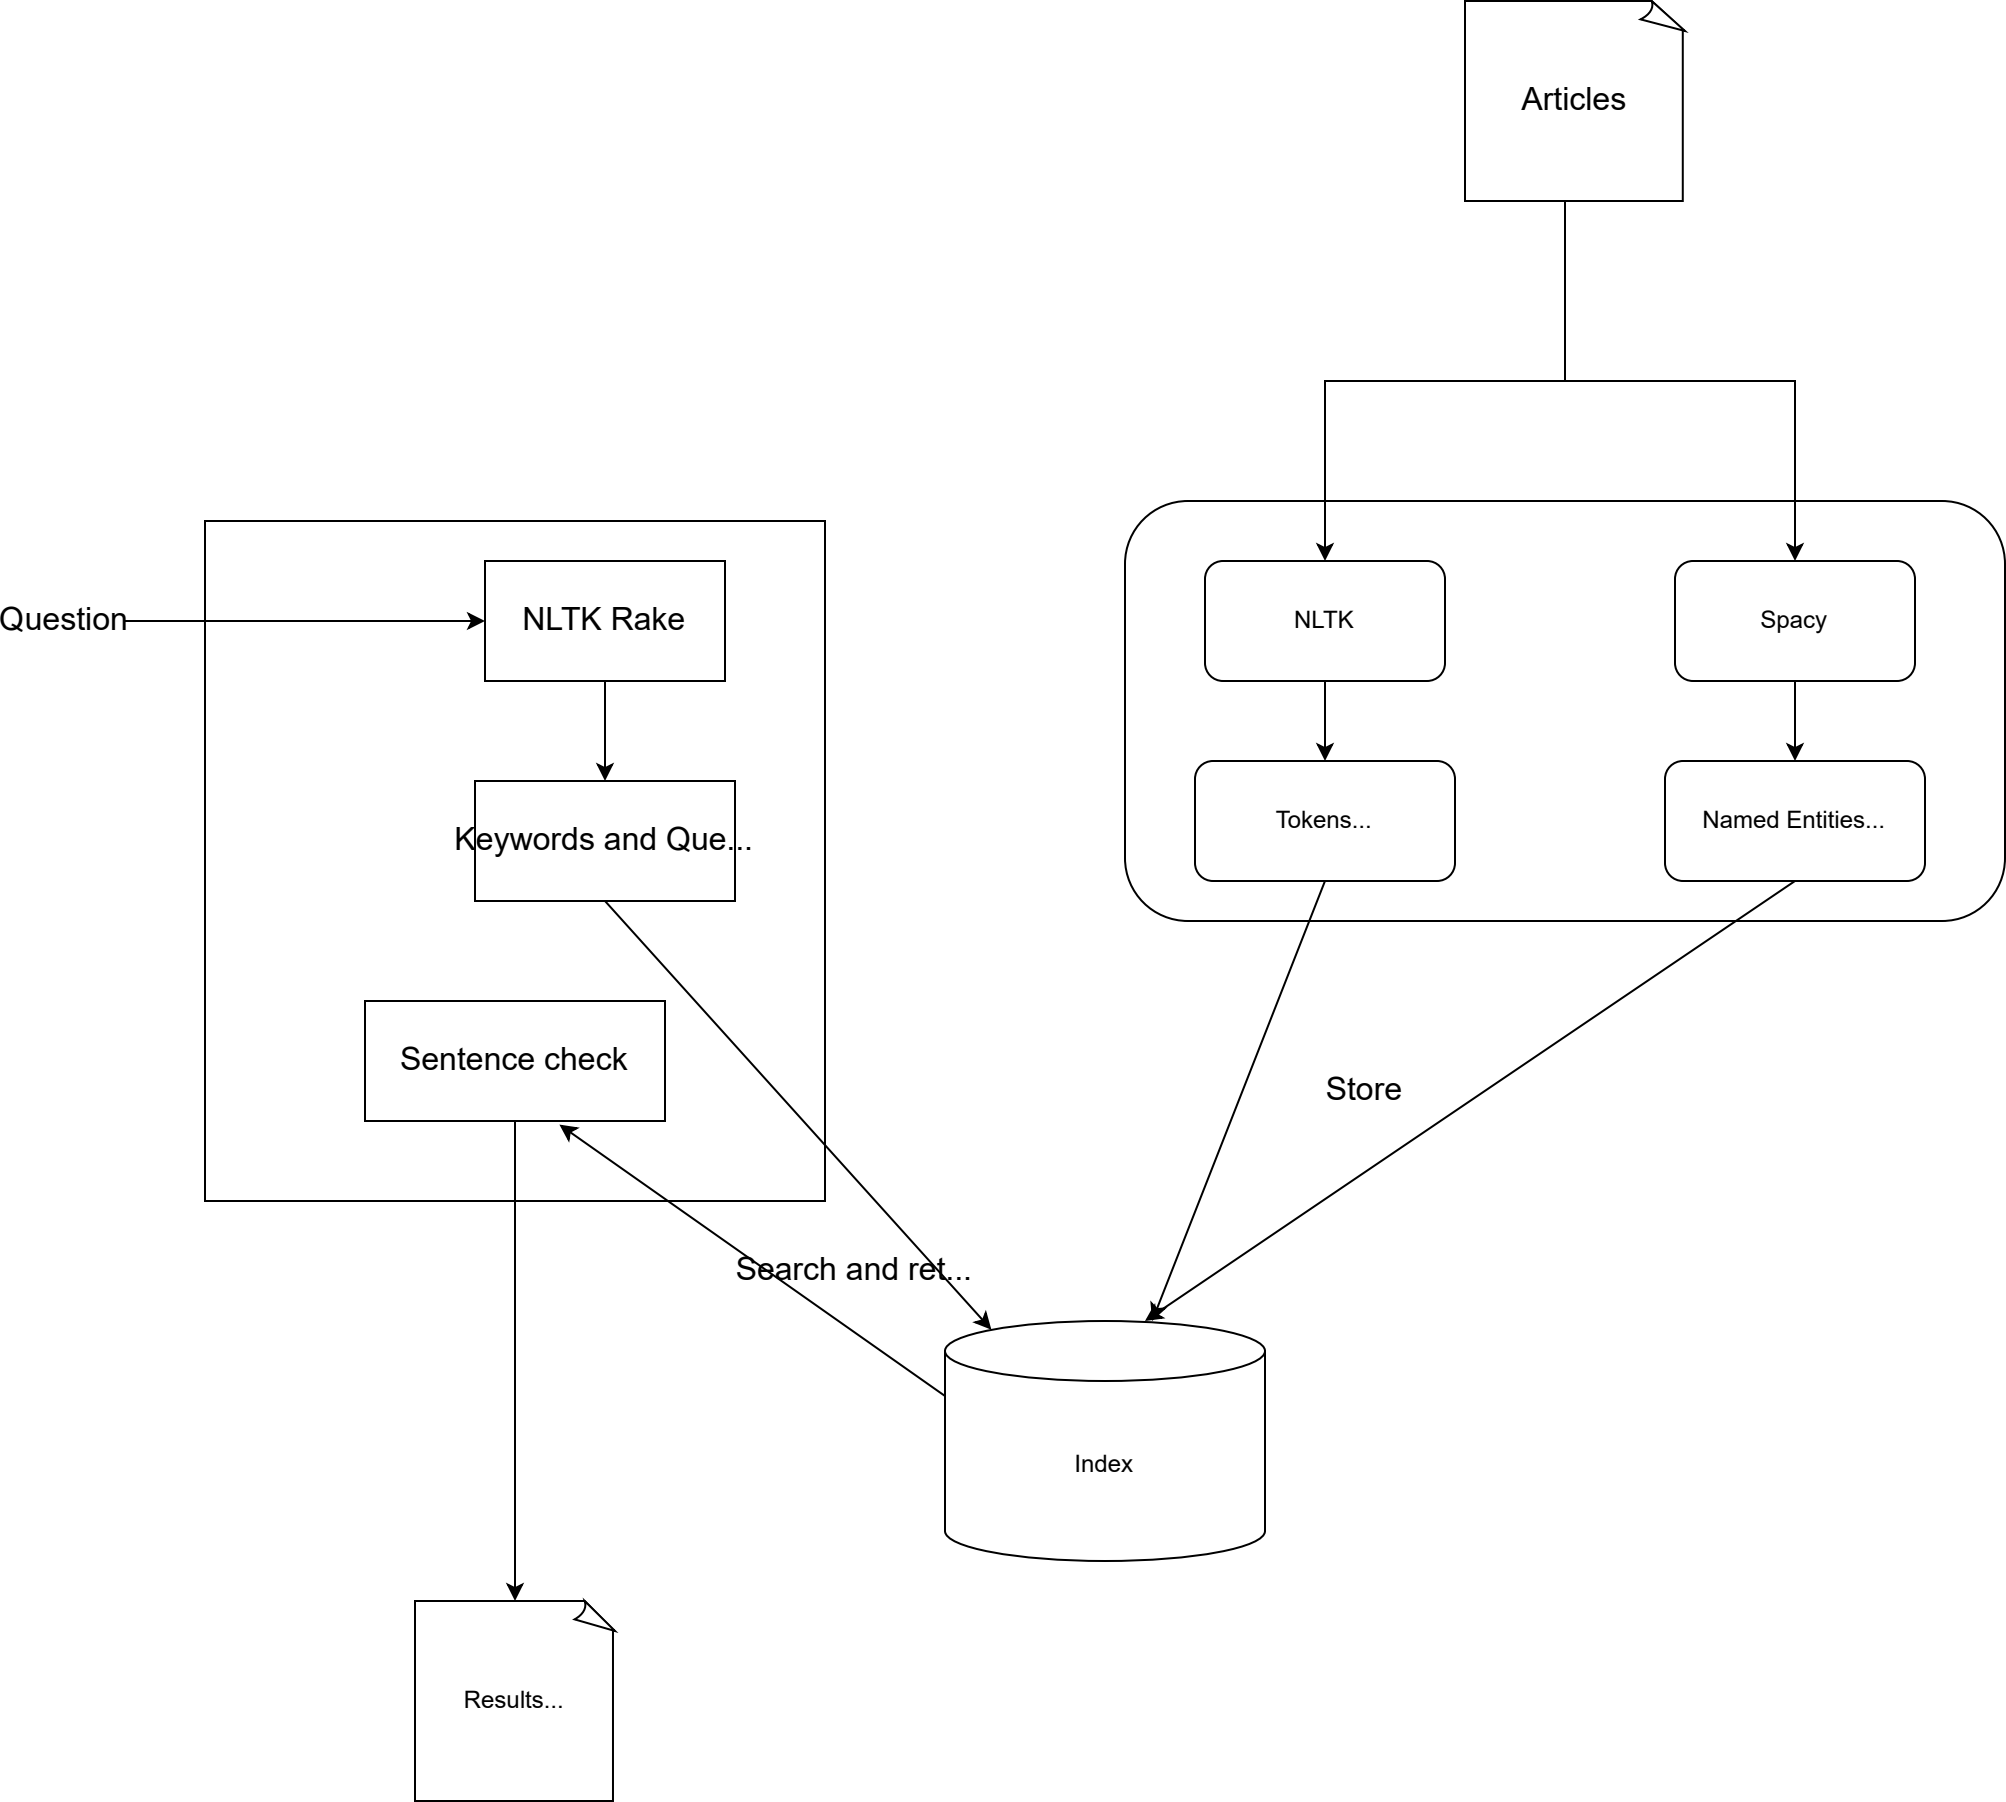 Articles
Question
NLTK Rake
NLTK
Spacy
Keywords and Que...
Tokens...
Named Entities...
Sentence check
Store
Search and ret...
Index
Results...